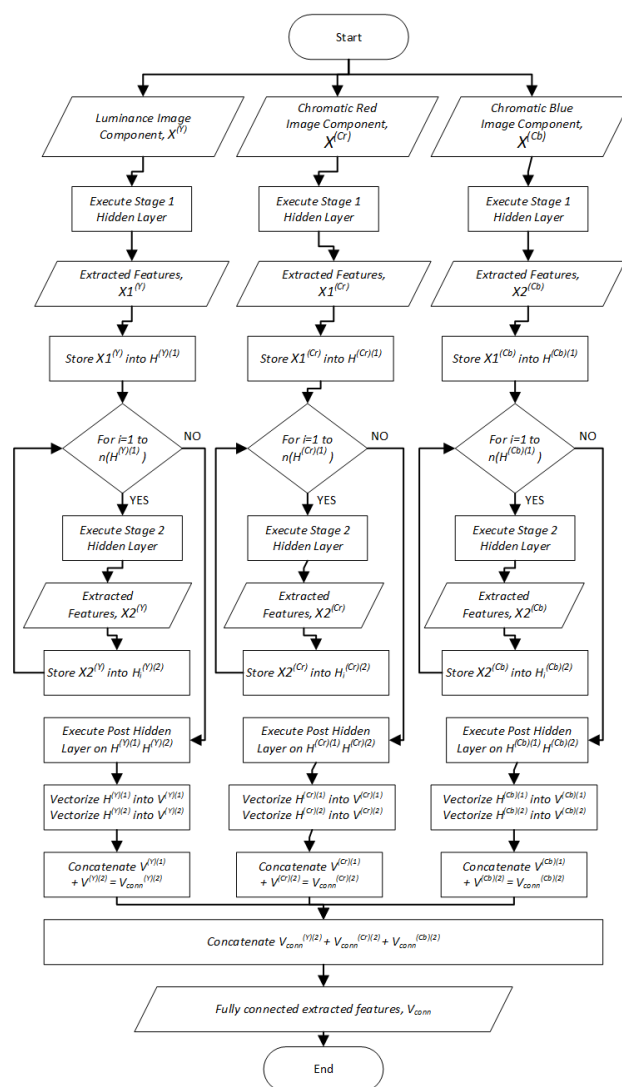 Start
Luminance Image
Component, X^(Y)
Chromatic Red
Image Component,
X^(Cr)
Chromatic Blue
Image Component,
X^(Cb)
Execute Stage 1
Hidden Layer
Execute Stage 1
Hidden Layer
Execute Stage 1
Hidden Layer
Extracted Features,
X1^(Y)
Extracted Features,
X1^(Cr)
Extracted Features,
X2^(Cb)
Store X1^(Y) into H^(Y)(1)
Store X1^(Cr) into H^(Cr)(1)
Store X1^(Cb) into H^(Cb)(1)
For i=1 to
n(H^(Y)(1) )
NO
YES
For i=1 to
n(H^(Cr)(1) )
NO
YES
For i=1 to
n(H^(Cb)(1) )
NO
YES
Execute Stage 2
Hidden Layer
Execute Stage 2
Hidden Layer
Execute Stage 2
Hidden Layer
Extracted
Features, X2^(Y)
Extracted
Features, X2^(Cr)
Extracted
Features, X2^(Cb)
Store X2^(Y) into H_i^(Y)(2)
Store X2^(Cr) into H_i^(Cr)(2)
Store X2^(Cb) into H_i^(Cb)(2)
Execute Post Hidden
Layer on H^(Y)(1) H^(Y)(2)
Execute Post Hidden
Layer on H^(Cr)(1) H^(Cr)(2)
Execute Post Hidden
Layer on H^(Cb)(1) H^(Cb)(2)
Vectorize H^(Y)(1) into V^(Y)(1)
Vectorize H^(Y)(2) into V^(Y)(2)
Vectorize H^(Cr)(1) into V^(Cr)(1)
Vectorize H^(Cr)(2) into V^(Cr)(2)
Vectorize H^(Cb)(1) into V^(Cb)(1)
Vectorize H^(Cb)(2) into V^(Cb)(2)
Concatenate V^(Y)(1)
+ V^(Y)(2) = V_conn^(Y)(2)
Concatenate V^(Cr)(1)
+ V^(Cr)(2) = V_conn^(Cr)(2)
Concatenate V^(Cb)(1)
+ V^(Cb)(2) = V_conn^(Cb)(2)
Concatenate V_conn^(Y)(2) + V_conn^(Cr)(2) + V_conn^(Cb)(2)
Fully connected extracted features, V_conn
End